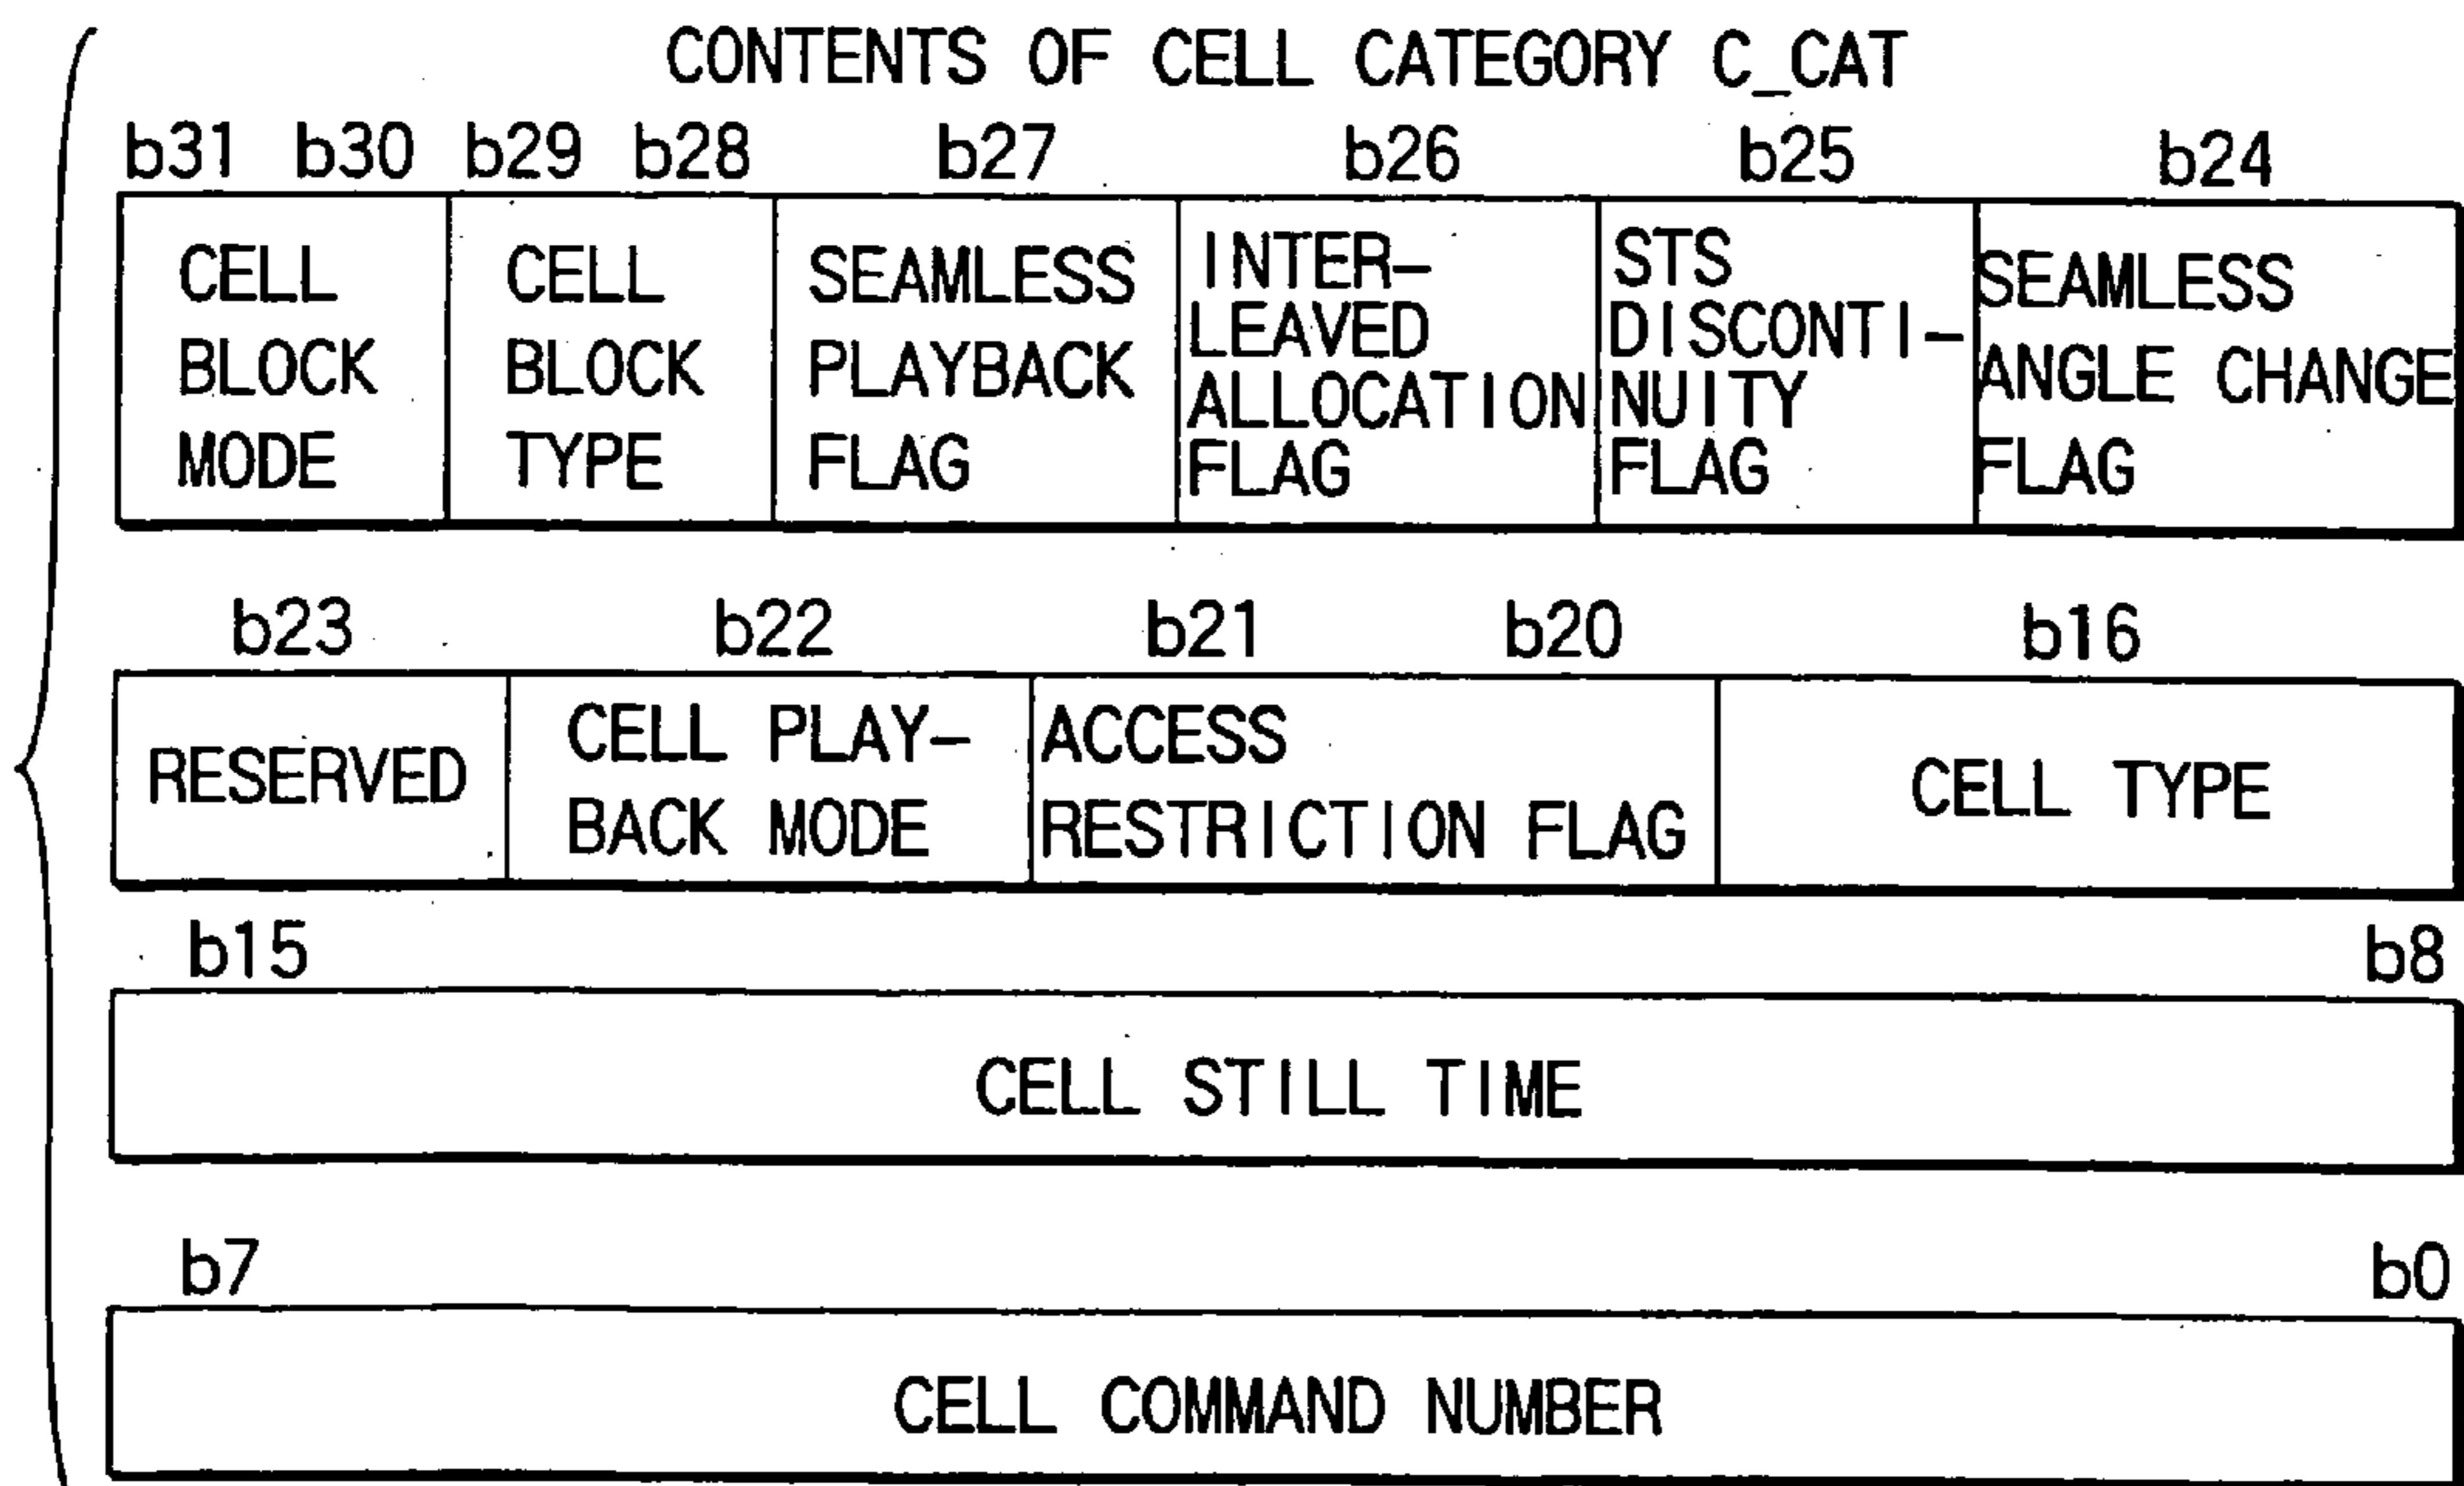 CONTENTS OF CELL CATEGORY C_CAT
b31 b30 b29 b28 b27 b26 b25 b24
CELL
BLOCK
MODE
CELL
BLOCK
TYPE
SEAMLESS
PLAYBACK
FLAG
INTER-
LEAVED
ALLOCATION
FLAG
STS
DISCONTI-
NUITY
FLAG
SEAMLESS
ANGLE CHANGE
FLAG
b23 b22 b21 b20 b16
RESERVED
CELL PLAY-
BACK MODE
ACCESS
RESTRICTION FLAG
CELL TYPE
b15 b8
CELL STILL TIME
b7 b0
CELL COMMAND NUMBER